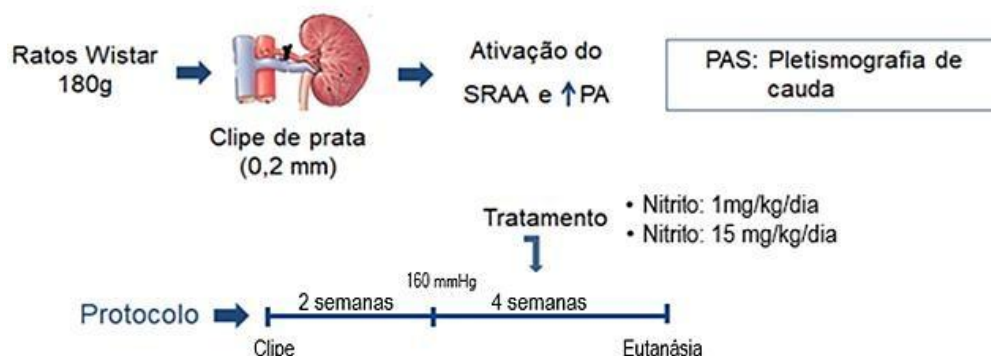 Ratos Wistar
180g
Clipe de prata
(0,2 mm)
Ativação do
SRAA e ↑PA
PAS: Pletismografia de
cauda
Tratamento
• Nitrito: 1mg/kg/dia
• Nitrito: 15 mg/kg/dia
Protocolo
2 semanas
160 mmHg
4 semanas
Clipe
Eutanásia